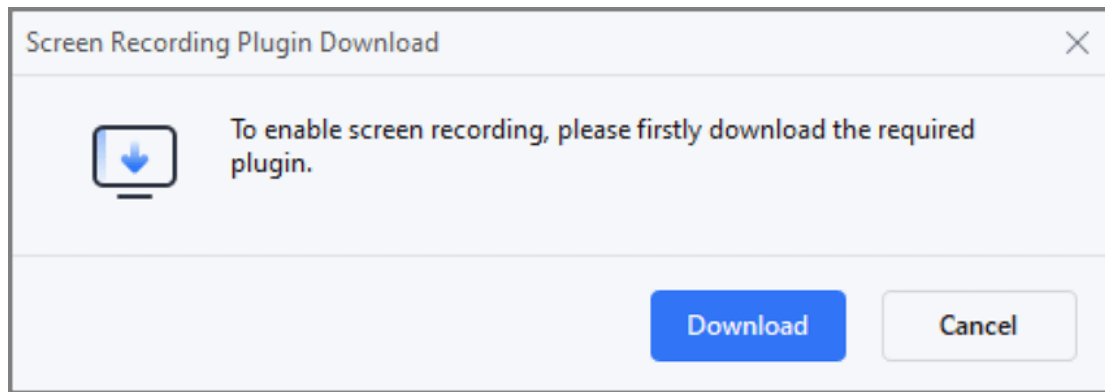 Screen Recording Plugin Download
To enable screen recording, please firstly download the required
plugin.
Download
Cancel